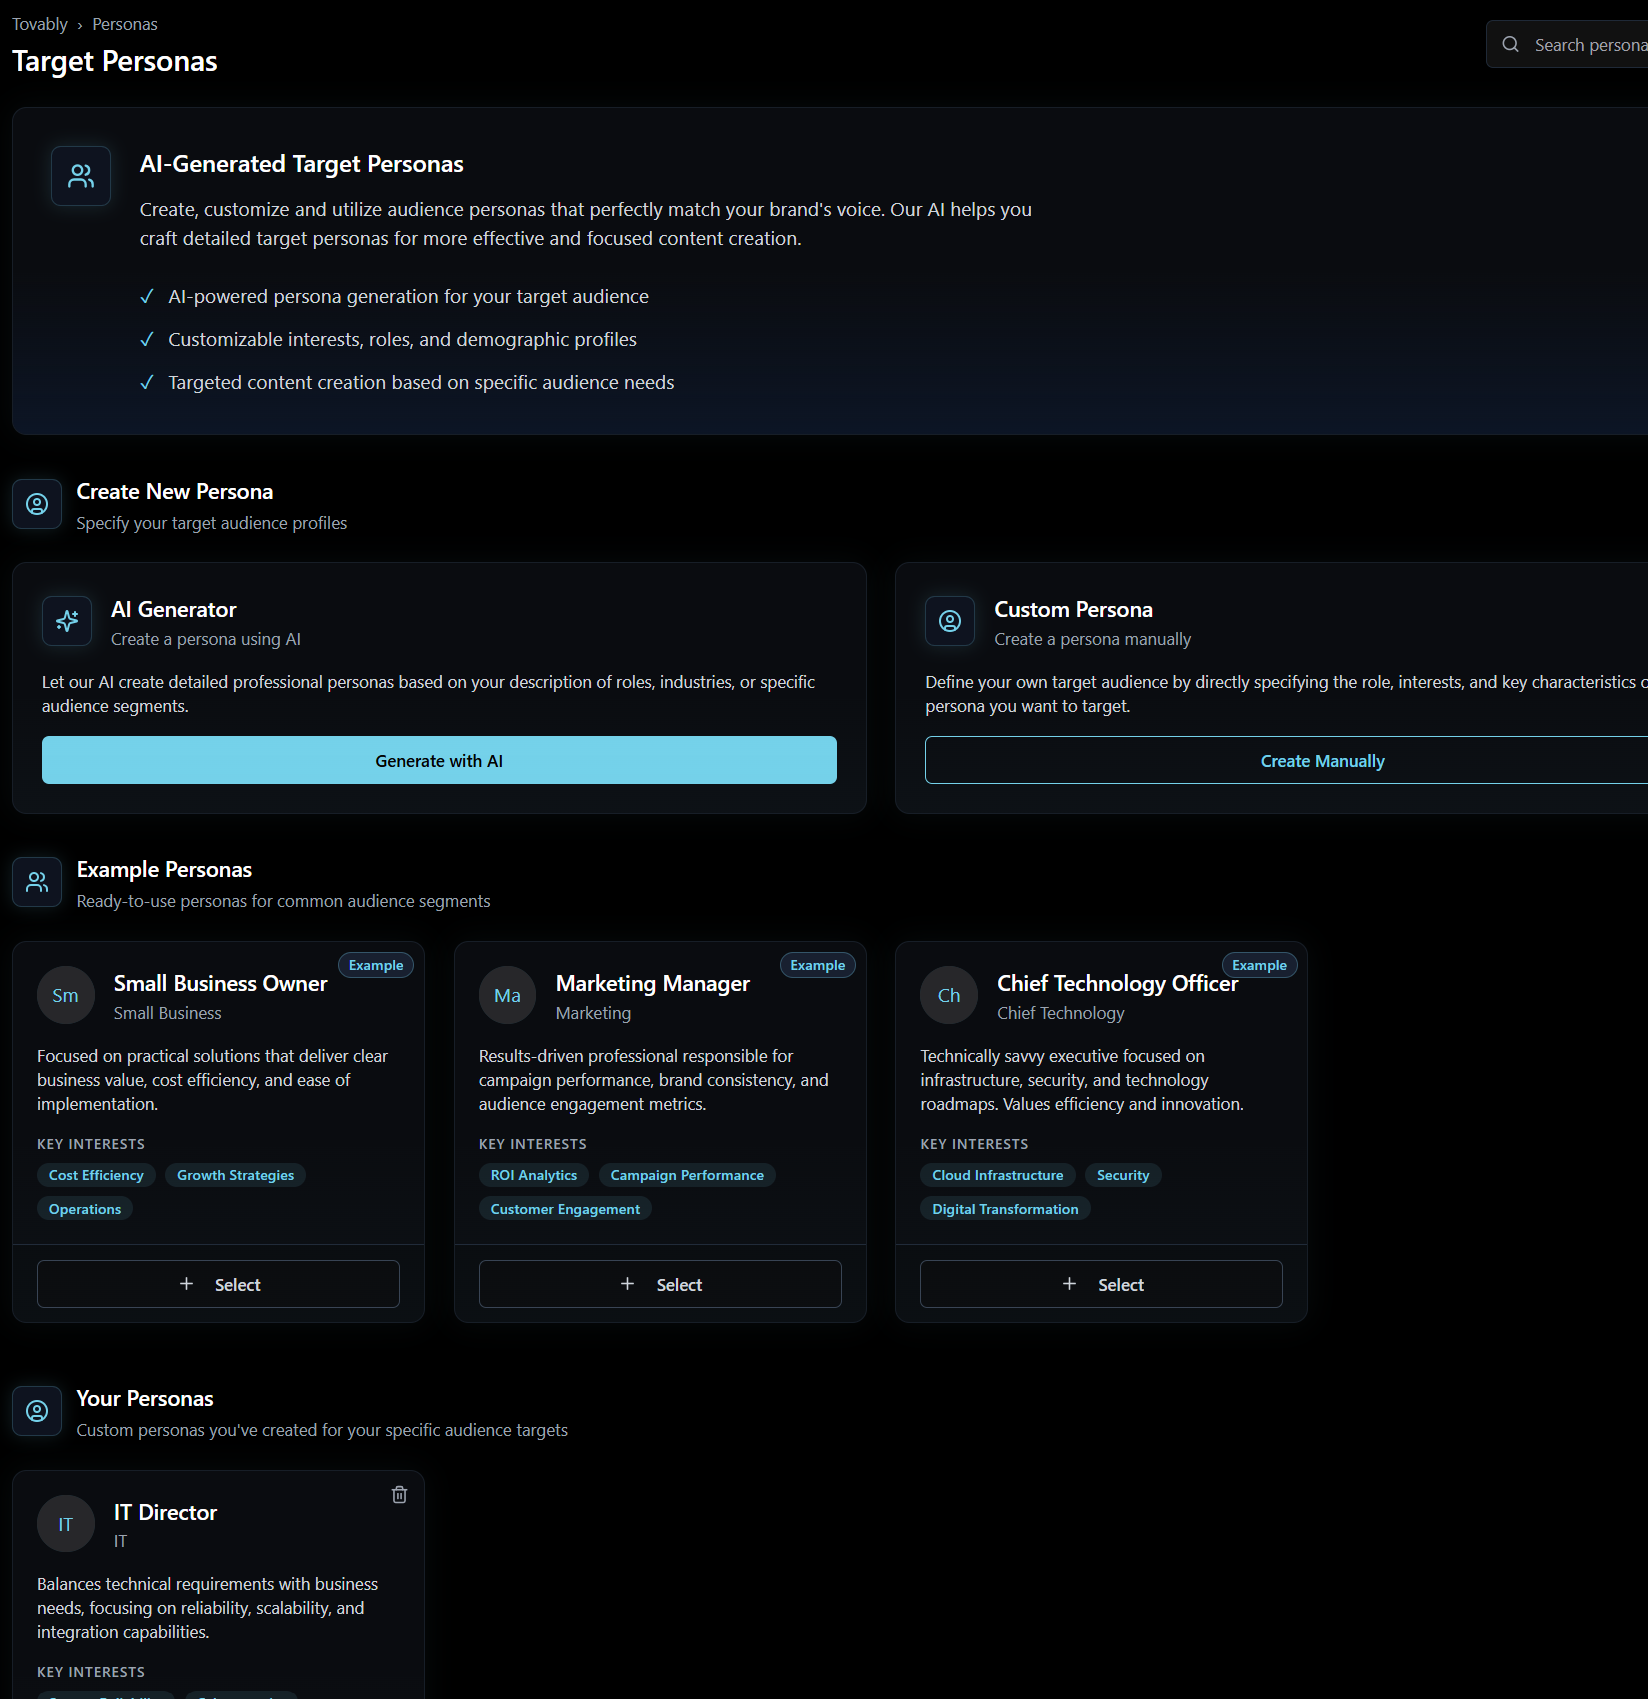 Tovably › Personas
Target Personas
Search persona
AI-Generated Target Personas
Create, customize and utilize audience personas that perfectly match your brand's voice. Our AI helps you
craft detailed target personas for more effective and focused content creation.
✓ AI-powered persona generation for your target audience
✓ Customizable interests, roles, and demographic profiles
✓ Targeted content creation based on specific audience needs
Create New Persona
Specify your target audience profiles
AI Generator
Create a persona using AI
Let our AI create detailed professional personas based on your description of roles, industries, or specific
audience segments.
Generate with AI
Custom Persona
Create a persona manually
Define your own target audience by directly specifying the role, interests, and key characteristics
persona you want to target.
Create Manually
Example Personas
Ready-to-use personas for common audience segments
Example
Sm
Small Business Owner
Small Business
Focused on practical solutions that deliver clear
business value, cost efficiency, and ease of
implementation.
KEY INTERESTS
Cost Efficiency Growth Strategies
Operations
+ Select
Example
Ma
Marketing Manager
Marketing
Results-driven professional responsible for
campaign performance, brand consistency, and
audience engagement metrics.
KEY INTERESTS
ROI Analytics Campaign Performance
Customer Engagement
+ Select
Example
Ch
Chief Technology Officer
Chief Technology
Technically savvy executive focused on
infrastructure, security, and technology
roadmaps. Values efficiency and innovation.
KEY INTERESTS
Cloud Infrastructure Security
Digital Transformation
+ Select
Your Personas
Custom personas you've created for your specific audience targets
IT
IT Director
IT
Balances technical requirements with business
needs, focusing on reliability, scalability, and
integration capabilities.
KEY INTERESTS